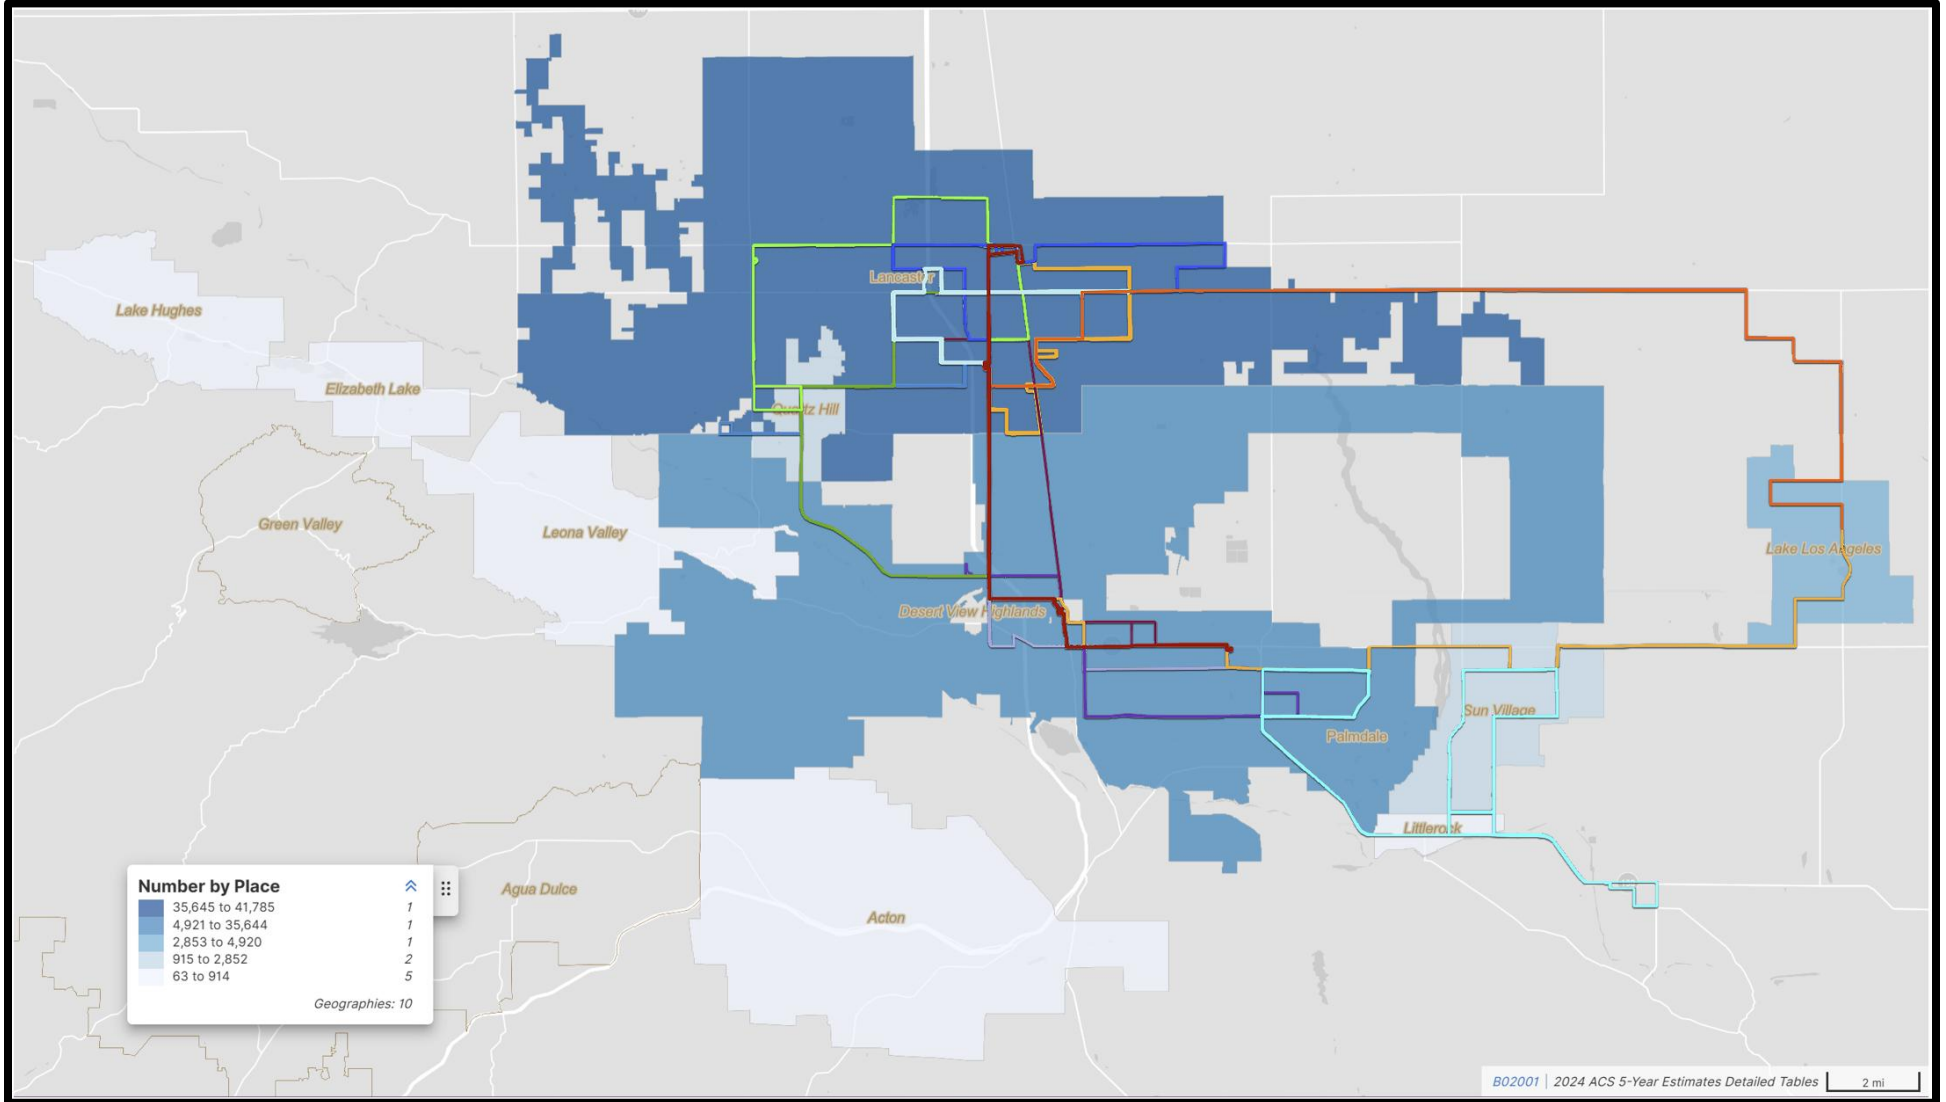 Lancaster
Lake Hughes
Elizabeth Lake
Quartz Hill
Green Valley
Leona Valley
Lake Los Angeles
Desert View Highlands
Sun Village
Palmdale
Littlerock
Agua Dulce
Acton
Number by Place
35,645 to 41,785 1
4,921 to 35,644 1
2,853 to 4,920 1
915 to 2,852 2
63 to 914 5
Geographies: 10
B02001 | 2024 ACS 5-Year Estimates Detailed Tables
2 mi